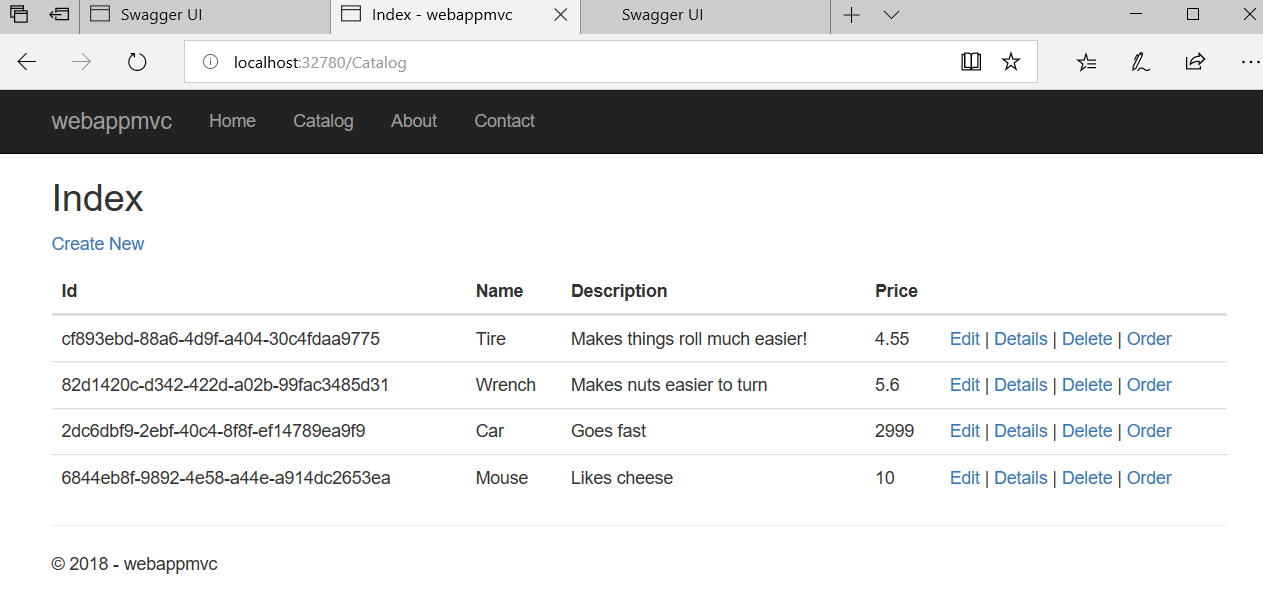 Swagger UI Index - webappmvc Swagger UI
localhost:32780/Catalog
webappmvc Home Catalog About Contact
Index
Create New
Id Name Description Price
cf893ebd-88a6-4d9f-a404-30c4fdaa9775 Tire Makes things roll much easier! 4.55 Edit | Details | Delete | Order
82d1420c-d342-422d-a02b-99fac3485d31 Wrench Makes nuts easier to turn 5.6 Edit | Details | Delete | Order
2dc6dbf9-2ebf-40c4-8f8f-ef14789ea9f9 Car Goes fast 2999 Edit | Details | Delete | Order
6844eb8f-9892-4e58-a44e-a914dc2653ea Mouse Likes cheese 10 Edit | Details | Delete | Order
© 2018 - webappmvc